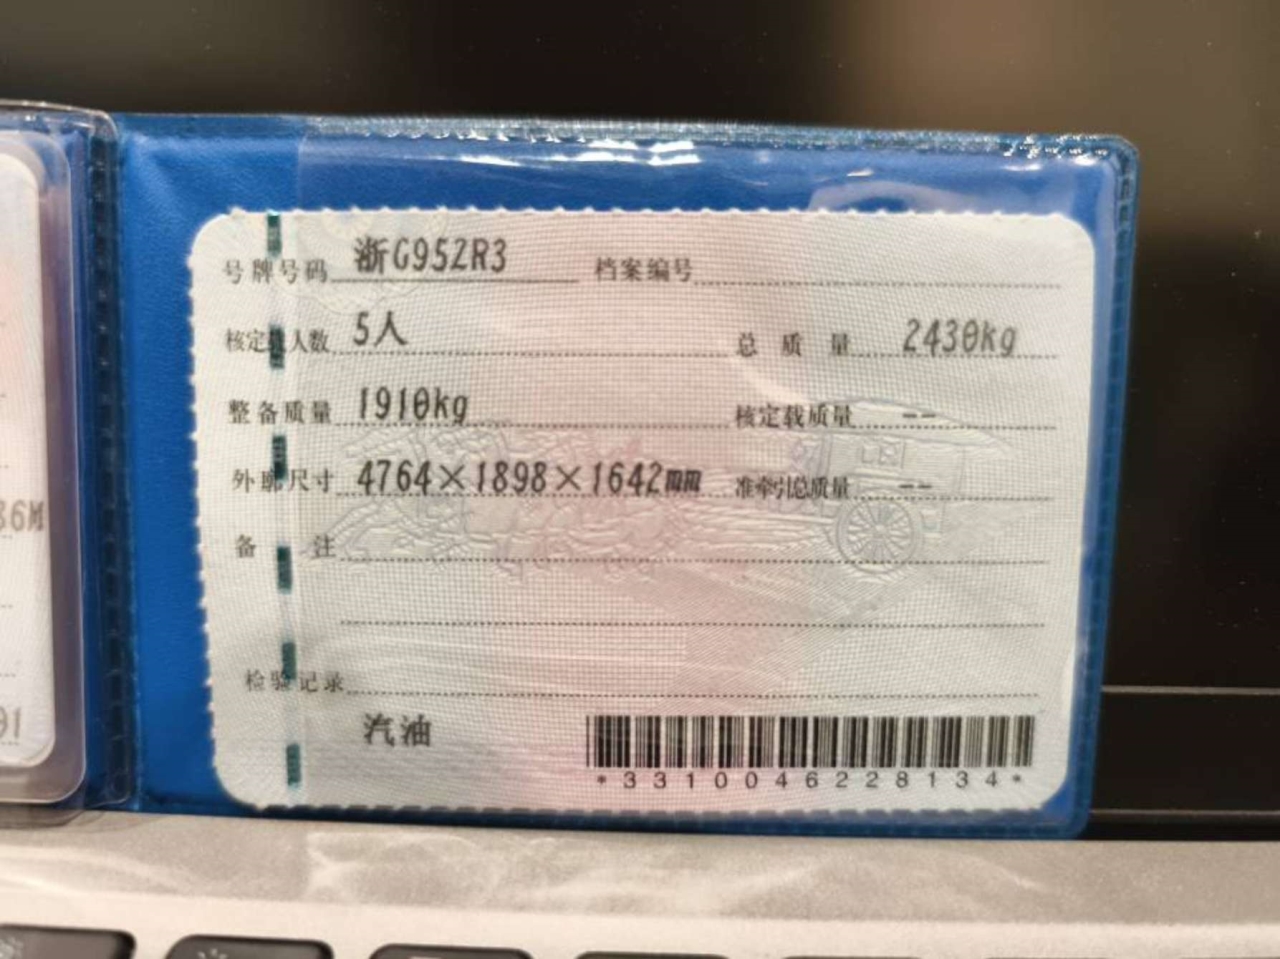 号牌号码 浙G952R3 档案编号
核定载人数 5人 总质量 2430kg
整备质量 1910kg 核定载质量 --
外廓尺寸 4764×1898×1642mm 准牵引总质量 --
备注
检验记录
汽油
*3310046228134*
86M
01